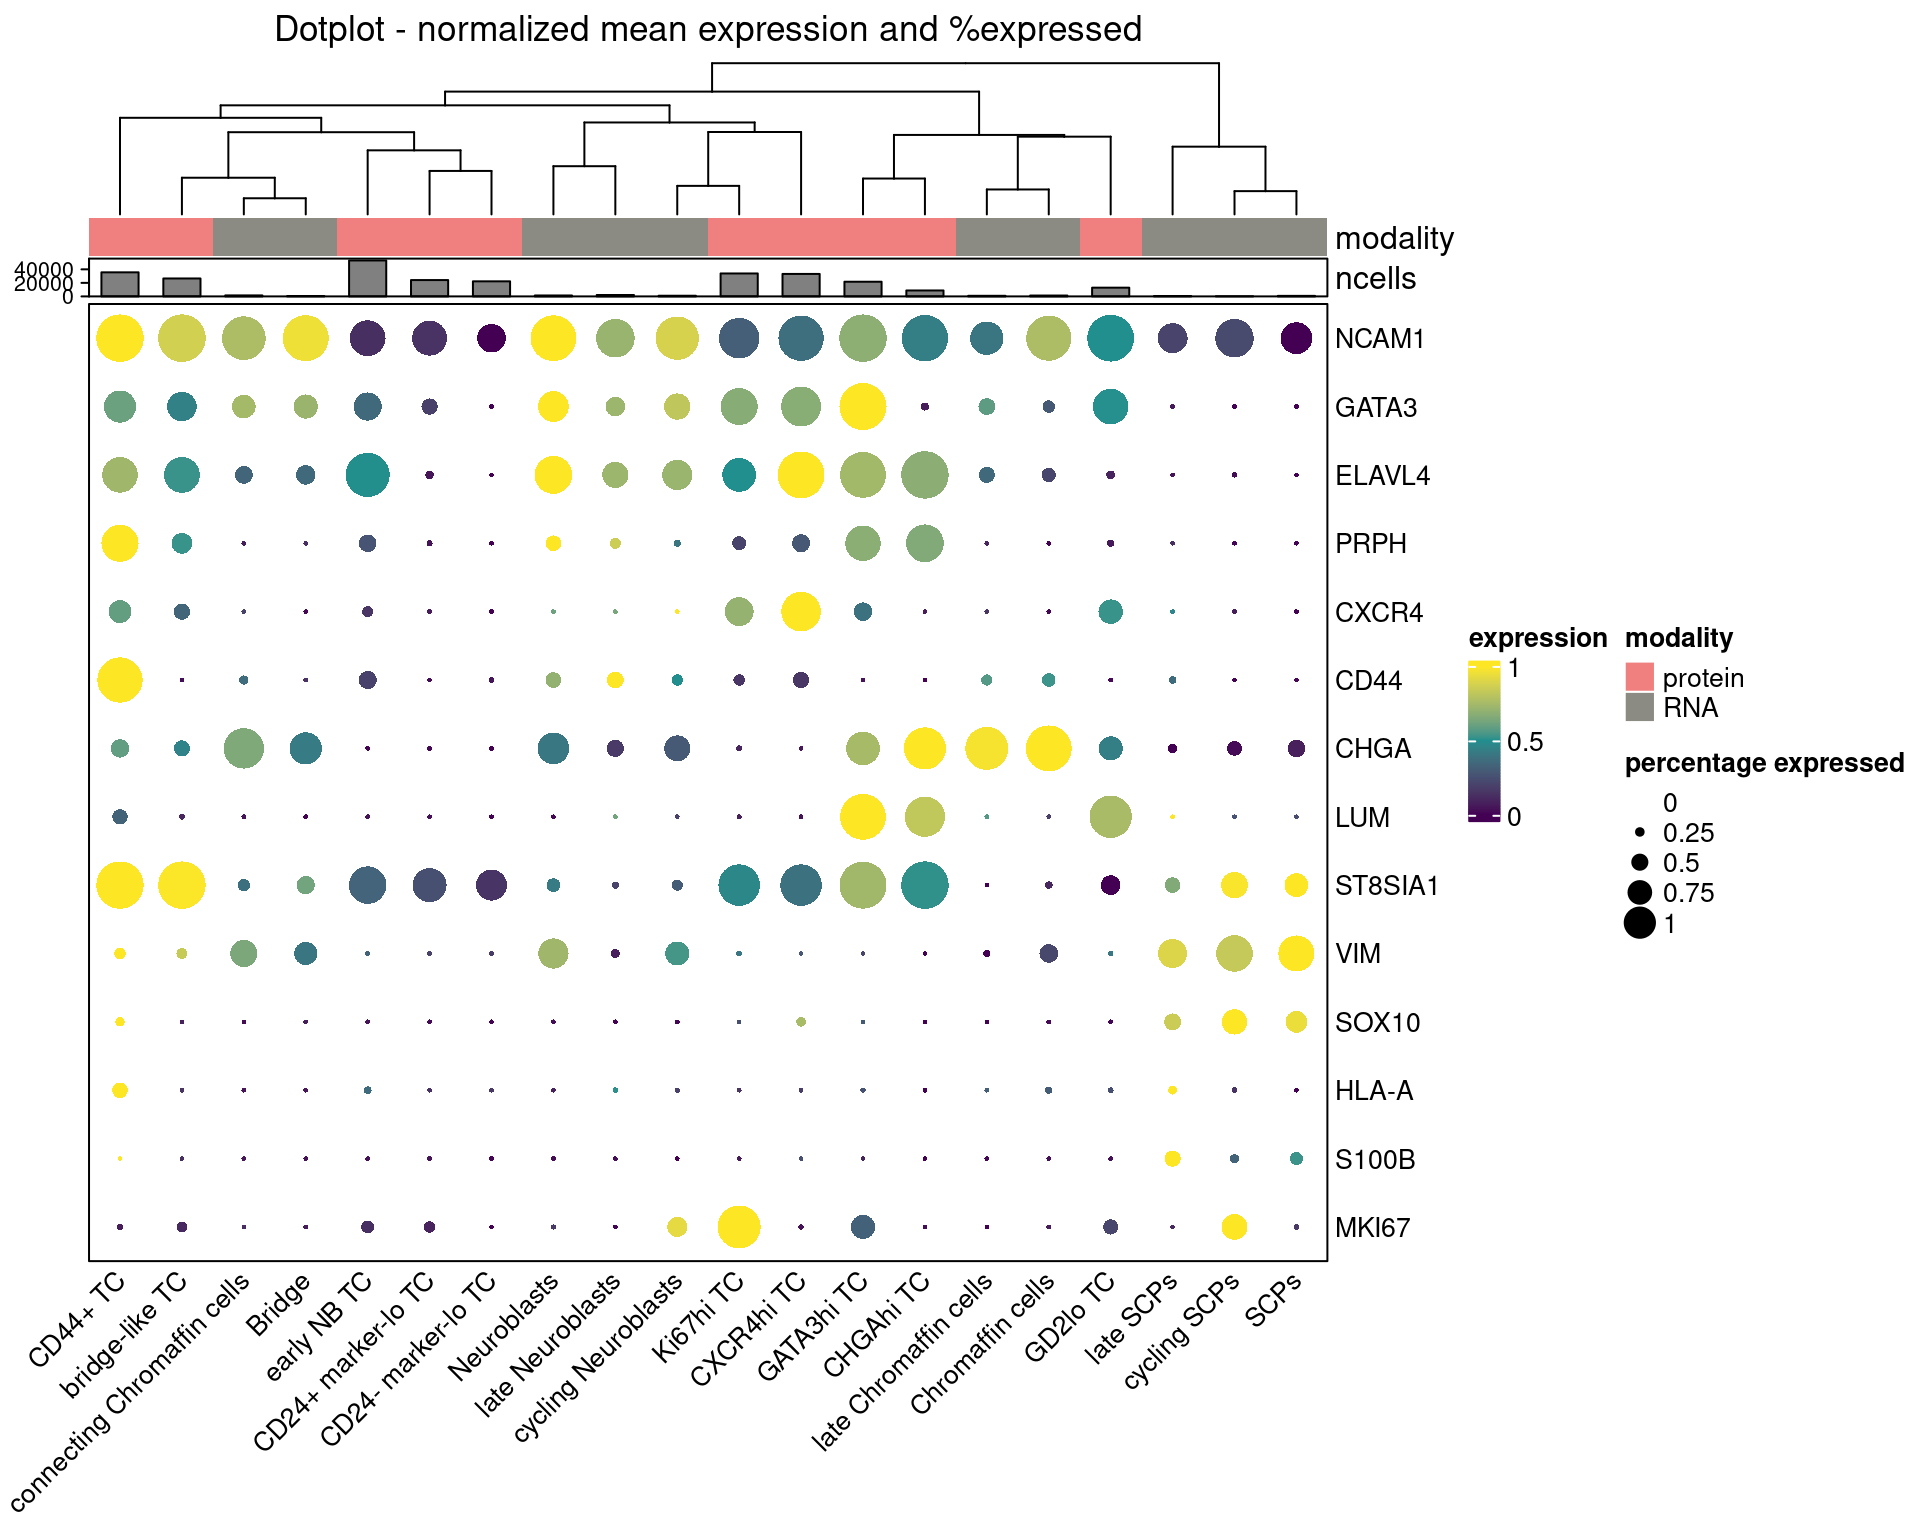 Dotplot - normalized mean expression and %expressed
modality
40000
20000
0
ncells
NCAM1
GATA3
ELAVL4
PRPH
CXCR4
CD44
CHGA
LUM
ST8SIA1
VIM
SOX10
HLA-A
S100B
MKI67
CD44+ TC
bridge-like TC
connecting Chromaffin cells
Bridge
early NB TC
CD24+ marker-lo TC
CD24- marker-lo TC
Neuroblasts
late Neuroblasts
cycling Neuroblasts
Ki67hi TC
CXCR4hi TC
GATA3hi TC
CHGAhi TC
late Chromaffin cells
Chromaffin cells
GD2lo TC
late SCPs
cycling SCPs
SCPs
expression
1
0.5
0
modality
protein
RNA
percentage expressed
0
0.25
0.5
0.75
1